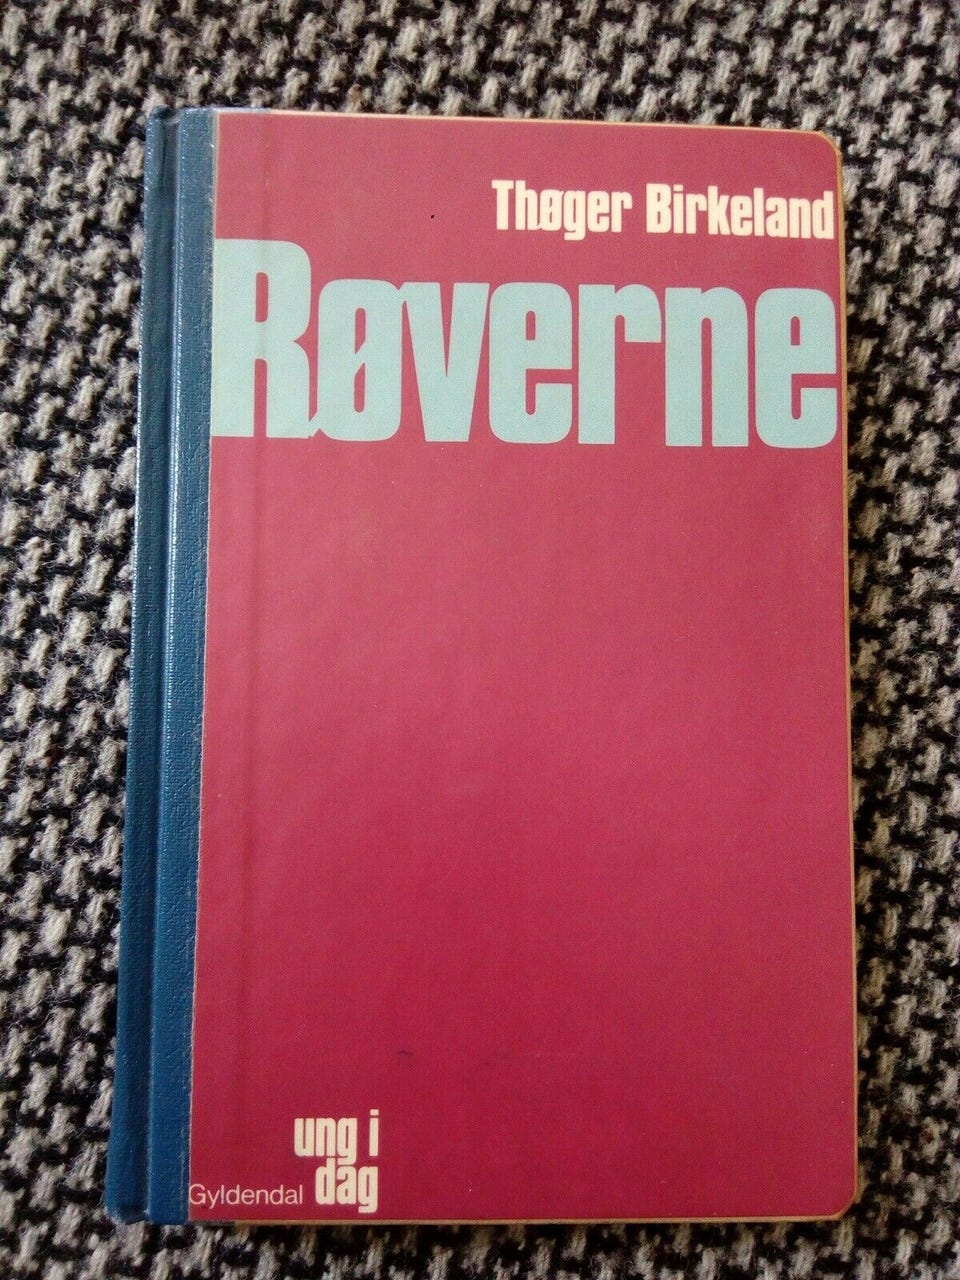 Thøger Birkeland
Røverne
ung i
Gyldendal dag